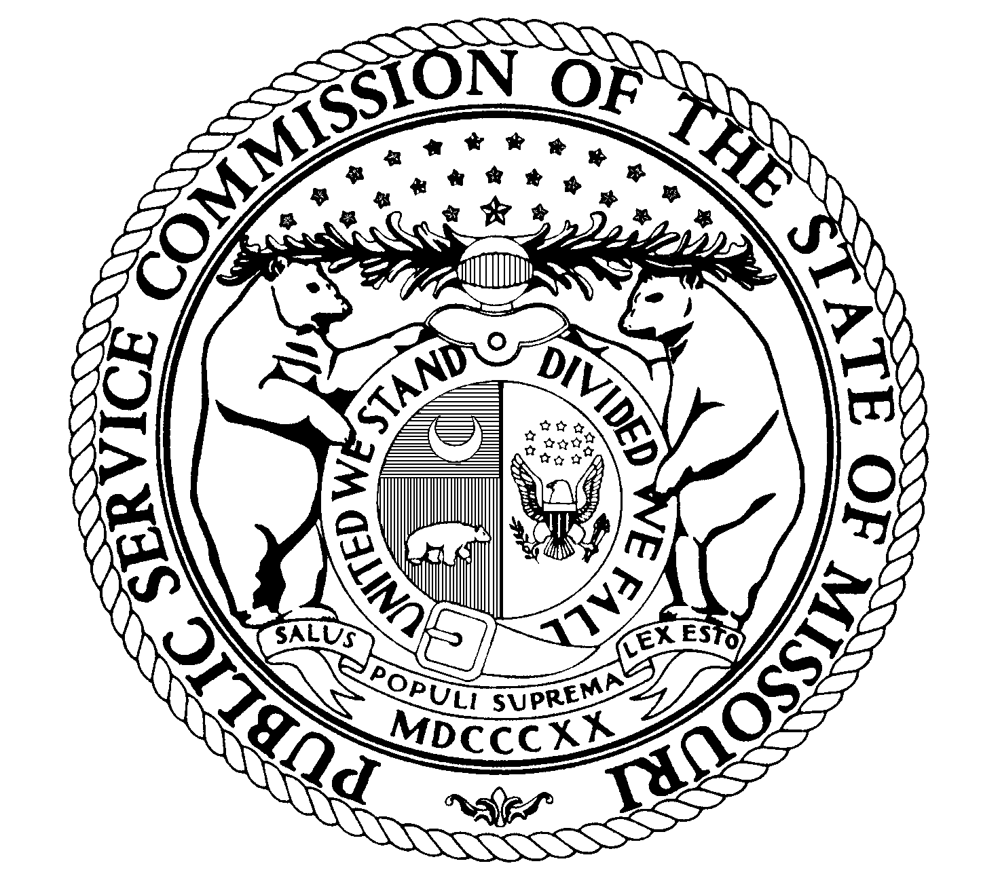 PUBLIC SERVICE COMMISSION OF THE STATE OF MISSOURI
UNITED WE STAND DIVIDED WE FALL
SALUS POPULI SUPREMA LEX ESTO
MDCCCXX